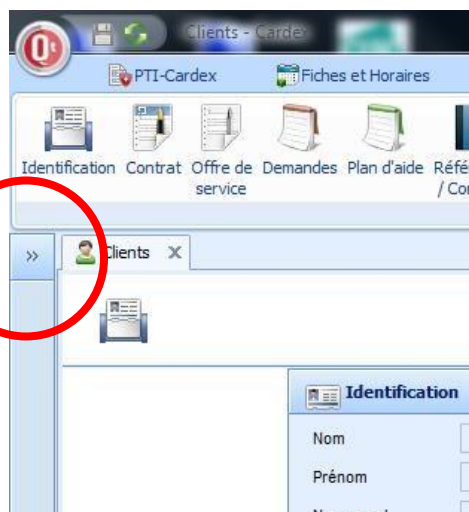 Clients - Cardex
PTI-Cardex Fiches et Horaires
Identification Contrat Offre de service Demandes Plan d'aide
/ Co
» Clients X
Identification
Nom
Prénom